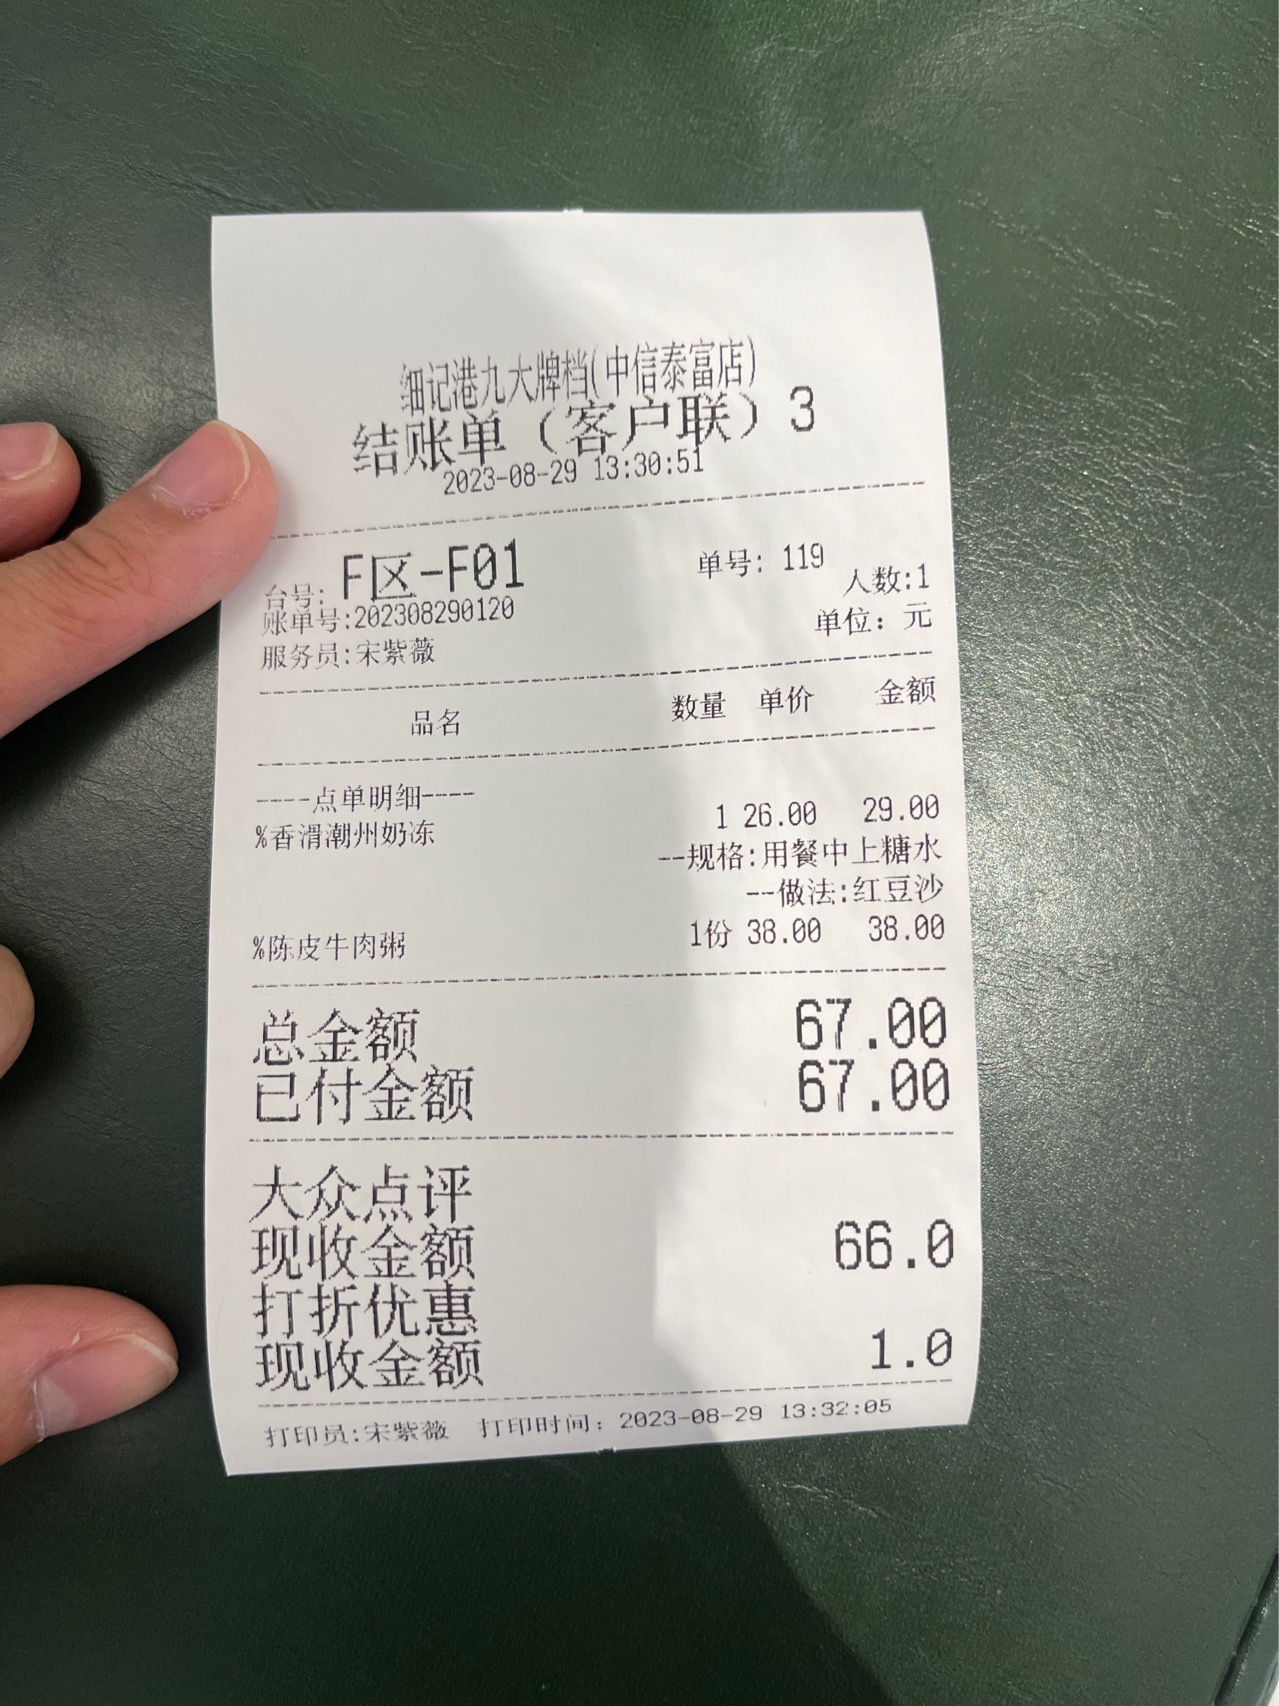 细记港九大牌档(中信泰富店)
结账单（客户联）3
2023-08-29 13:30:51
台号: F区-F01 单号: 119
人数:1
账单号:202308290120
单位: 元
服务员:宋紫薇
品名 数量 单价 金额
----点单明细----
%香滑潮州奶冻 1 26.00 29.00
--规格:用餐中上糖水
--做法:红豆沙
%陈皮牛肉粥 1份 38.00 38.00
总金额 67.00
已付金额 67.00
大众点评
现收金额 66.0
打折优惠
现收金额 1.0
打印员:宋紫薇 打印时间: 2023-08-29 13:32:05